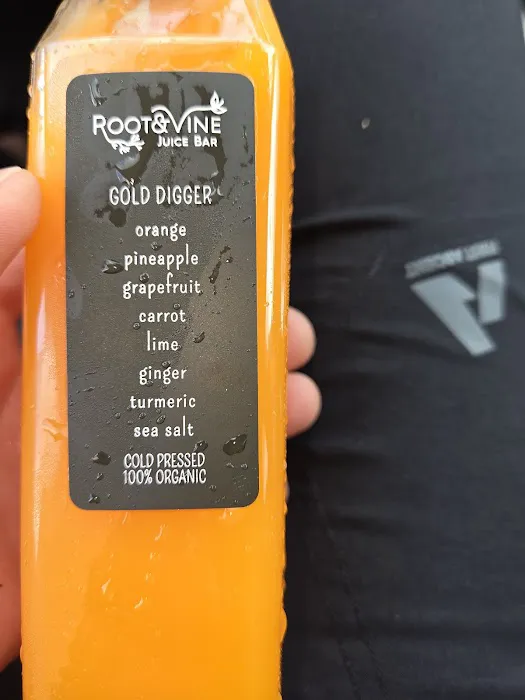 ROOT&VINE
JUICE BAR
GOLD DIGGER
orange
pineapple
grapefruit
carrot
lime
ginger
turmeric
sea salt
COLD PRESSED
100% ORGANIC